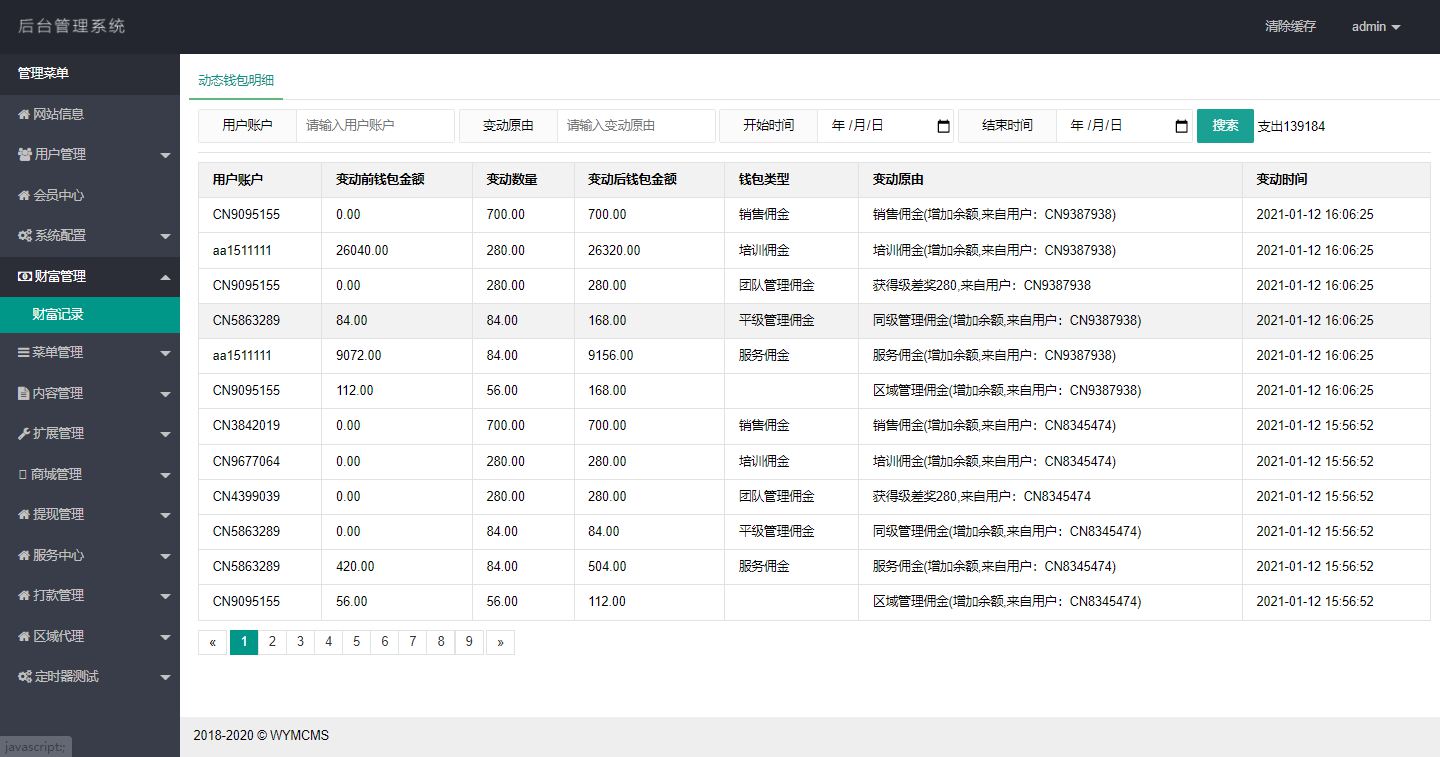 后台管理系统 清除缓存 admin
管理菜单
网站信息
用户管理
会员中心
系统配置
财富管理
财富记录
菜单管理
内容管理
扩展管理
商城管理
提现管理
服务中心
打款管理
区域代理
定时器测试
javascript:;
动态钱包明细
用户账户 请输入用户账户 变动原由 请输入变动原由 开始时间 年 /月/日 结束时间 年 /月/日 搜索 支出139184
用户账户 变动前钱包金额 变动数量 变动后钱包金额 钱包类型 变动原由 变动时间
CN9095155 0.00 700.00 700.00 销售佣金 销售佣金(增加余额,来自用户：CN9387938) 2021-01-12 16:06:25
aa1511111 26040.00 280.00 26320.00 培训佣金 培训佣金(增加余额,来自用户：CN9387938) 2021-01-12 16:06:25
CN9095155 0.00 280.00 280.00 团队管理佣金 获得级差奖280,来自用户：CN9387938 2021-01-12 16:06:25
CN5863289 84.00 84.00 168.00 平级管理佣金 同级管理佣金(增加余额,来自用户：CN9387938) 2021-01-12 16:06:25
aa1511111 9072.00 84.00 9156.00 服务佣金 服务佣金(增加余额,来自用户：CN9387938) 2021-01-12 16:06:25
CN9095155 112.00 56.00 168.00 区域管理佣金(增加余额,来自用户：CN9387938) 2021-01-12 16:06:25
CN3842019 0.00 700.00 700.00 销售佣金 销售佣金(增加余额,来自用户：CN8345474) 2021-01-12 15:56:52
CN9677064 0.00 280.00 280.00 培训佣金 培训佣金(增加余额,来自用户：CN8345474) 2021-01-12 15:56:52
CN4399039 0.00 280.00 280.00 团队管理佣金 获得级差奖280,来自用户：CN8345474 2021-01-12 15:56:52
CN5863289 0.00 84.00 84.00 平级管理佣金 同级管理佣金(增加余额,来自用户：CN8345474) 2021-01-12 15:56:52
CN5863289 420.00 84.00 504.00 服务佣金 服务佣金(增加余额,来自用户：CN8345474) 2021-01-12 15:56:52
CN9095155 56.00 56.00 112.00 区域管理佣金(增加余额,来自用户：CN8345474) 2021-01-12 15:56:52
« 1 2 3 4 5 6 7 8 9 »
2018-2020 © WYMCMS